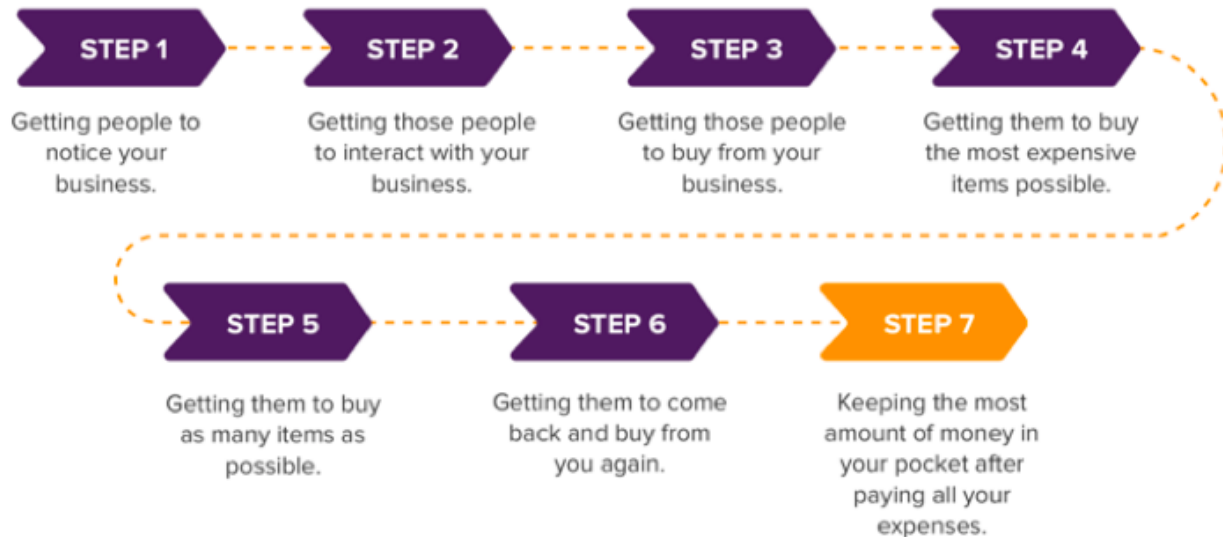 STEP 1
Getting people to
notice your
business.
STEP 2
Getting those people
to interact with your
business.
STEP 3
Getting those people
to buy from your
business.
STEP 4
Getting them to buy
the most expensive
items possible.
STEP 5
Getting them to buy
as many items as
possible.
STEP 6
Getting them to come
back and buy from
you again.
STEP 7
Keeping the most
amount of money in
your pocket after
paying all your
expenses.